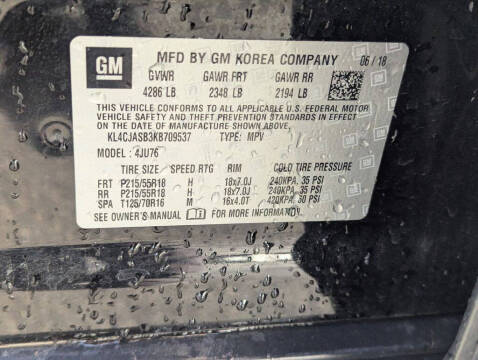 GM
MFD BY GM KOREA COMPANY 06/18
GVWR GAWR FRT GAWR RR
4286 LB 2348 LB 2194 LB
THIS VEHICLE CONFORMS TO ALL APPLICABLE U.S. FEDERAL MOTOR
VEHICLE SAFETY AND THEFT PREVENTION STANDARDS IN EFFECT ON
THE DATE OF MANUFACTURE SHOWN ABOVE.
KL4CJASB3KB709537 TYPE: MPV
MODEL: 4JU76
TIRE SIZE SPEED RTG RIM COLD TIRE PRESSURE
FRT P215/55R18 H 18x7.0J 240KPA, 35 PSI
RR P215/55R18 H 18x7.0J 240KPA, 35 PSI
SPA T125/70R16 M 16x4.0T 420KPA, 60 PSI
SEE OWNER'S MANUAL FOR MORE INFORMATION.